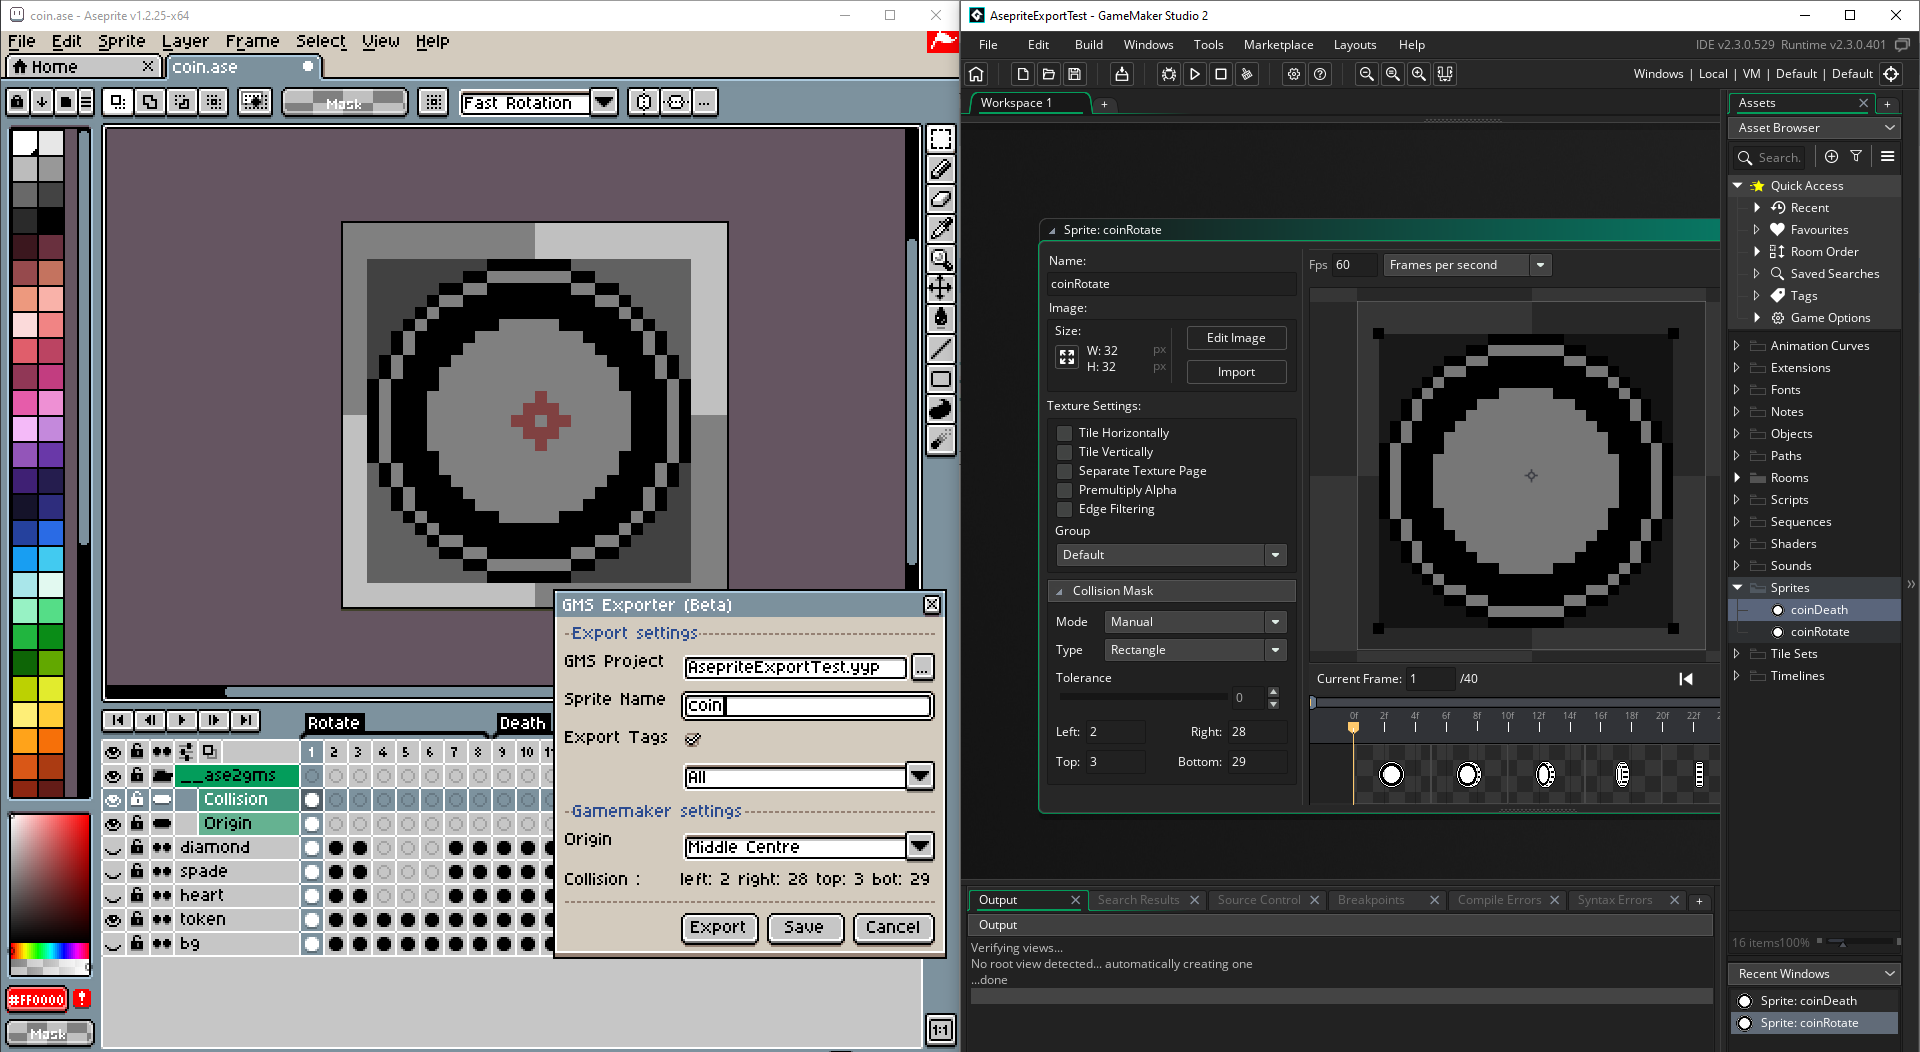 coin.ase - Aseprite v1.2.25-x64
File Edit Sprite Layer Frame Select View Help
Home
coin.ase
Mask
Fast Rotation
...
GMS Exporter (Beta)
Export settings
GMS Project AsepriteExportTest.yyp ...
Sprite Name coin
Export Tags
All
Gamemaker settings
Origin Middle Centre
Collision : left: 2 right: 28 top: 3 bot: 29
Export Save Cancel
Rotate Death
1 2 3 4 5 6 7 8 9 10
__ase2gms
Collision
Origin
diamond
spade
heart
token
bg
#FF0000 !
Mask
1:1
AsepriteExportTest - GameMaker Studio 2
File Edit Build Windows Tools Marketplace Layouts Help
IDE v2.3.0.529 Runtime v2.3.0.401
Windows | Local | VM | Default | Default
Workspace 1 +
Sprite: coinRotate
Name:
coinRotate
Image:
Size:
W: 32 px
H: 32 px
Edit Image
Import
Texture Settings:
Tile Horizontally
Tile Vertically
Separate Texture Page
Premultiply Alpha
Edge Filtering
Group
Default
Collision Mask
Mode Manual
Type Rectangle
Tolerance
0
Left: 2 Right: 28
Top: 3 Bottom: 29
Fps 60 Frames per second
Current Frame: 1 /40
0f 2f 4f 6f 8f 10f 12f 14f 16f 18f 20f 22f
Output Search Results Source Control Breakpoints Compile Errors Syntax Errors +
Output
Verifying views...
No root view detected... automatically creating one
...done
Assets +
Asset Browser
Search.
Quick Access
Recent
Favourites
Room Order
Saved Searches
Tags
Game Options
Animation Curves
Extensions
Fonts
Notes
Objects
Paths
Rooms
Scripts
Sequences
Shaders
Sounds
Sprites
coinDeath
coinRotate
Tile Sets
Timelines
16 items 100%
Recent Windows
Sprite: coinDeath
Sprite: coinRotate